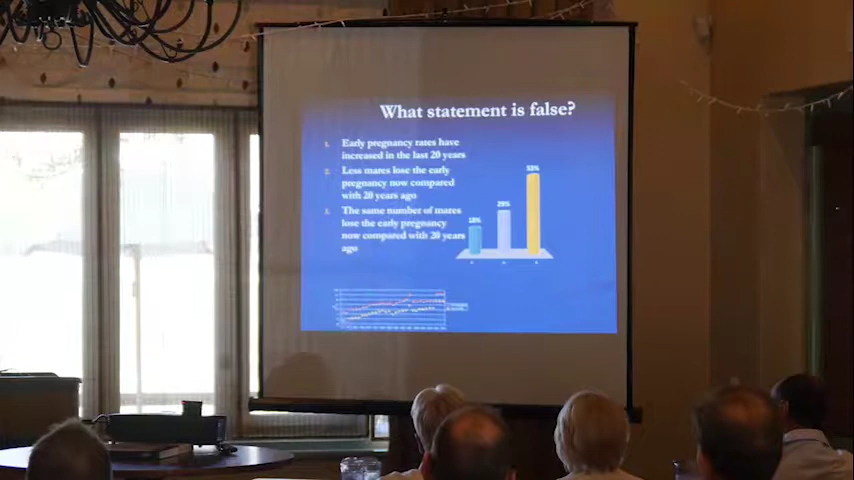 What statement is false?
1. Early pregnancy rates have
increased in the last 20 years
2. Less mares lose the early
pregnancy now compared
with 20 years ago
3. The same number of mares
lose the early pregnancy
now compared with 20 years
ago
18%
29%
53%